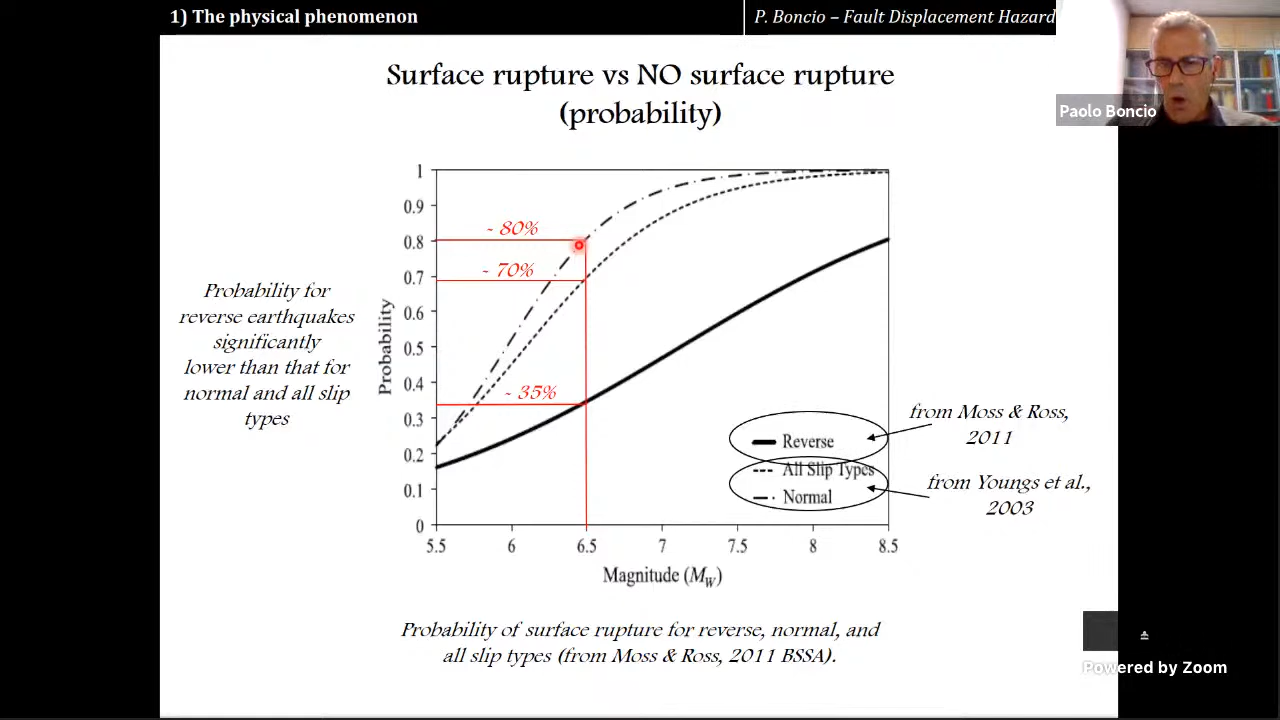 1) The physical phenomenon
P. Boncio – Fault Displacement Hazard
Paolo Boncio
Surface rupture vs NO surface rupture
(probability)
Probability for
reverse earthquakes
significantly
lower than that for
normal and all slip
types
Probability
1
0.9
0.8
0.7
0.6
0.5
0.4
0.3
0.2
0.1
0
~ 80%
~ 70%
~ 35%
Reverse
All Slip Types
Normal
from Moss & Ross,
2011
from Youngs et al.,
2003
5.5 6 6.5 7 7.5 8 8.5
Magnitude (MW)
Probability of surface rupture for reverse, normal, and
all slip types (from Moss & Ross, 2011 BSSA).
Powered by Zoom